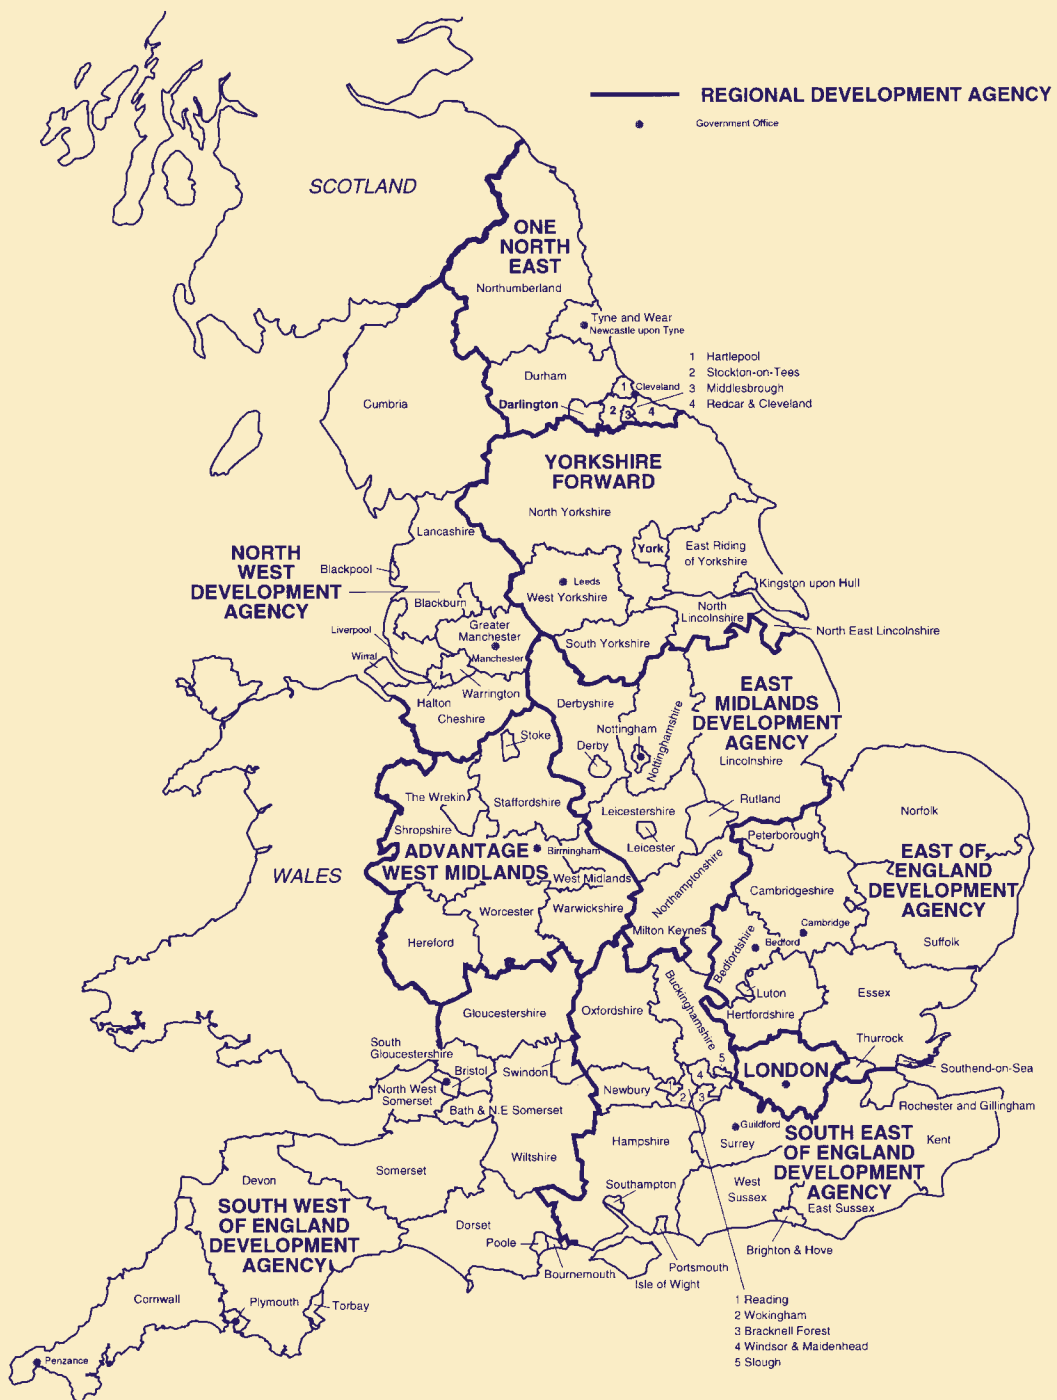 REGIONAL DEVELOPMENT AGENCY
Government Office
SCOTLAND
ONE
NORTH
EAST
Northumberland
Tyne and Wear
Newcastle upon Tyne
Durham
1 Hartlepool
2 Stockton-on-Tees
3 Middlesbrough
4 Redcar & Cleveland
1
Cleveland
Darlington
2
3
4
Cumbria
YORKSHIRE
FORWARD
North Yorkshire
Lancashire
York
East Riding
of Yorkshire
NORTH
WEST
DEVELOPMENT
AGENCY
Blackpool
Leeds
West Yorkshire
Kingston upon Hull
Blackburn
North
Lincolnshire
Greater
Manchester
Liverpool
North East Lincolnshire
South Yorkshire
Wirral
Manchester
Halton
Warrington
Cheshire
Derbyshire
EAST
MIDLANDS
DEVELOPMENT
AGENCY
Stoke
Derby
Nottingham
Nottinghamshire
Lincolnshire
The Wrekin
Staffordshire
Leicestershire
Rutland
Norfolk
Shropshire
Leicester
Peterborough
ADVANTAGE
WEST MIDLANDS
Birmingham
West Midlands
EAST OF
ENGLAND
DEVELOPMENT
AGENCY
WALES
Northamptonshire
Cambridgeshire
Worcester
Warwickshire
Hereford
Milton Keynes
Cambridge
Bedfordshire
Bedford
Suffolk
Luton
Essex
Gloucestershire
Oxfordshire
Buckinghamshire
Hertfordshire
South
Gloucestershire
Thurrock
Bristol
Swindon
5
LONDON
Southend-on-Sea
North West
Somerset
Newbury
1
4
2
3
Bath & N.E Somerset
Rochester and Gillingham
Guildford
Hampshire
Surrey
SOUTH EAST
OF ENGLAND
DEVELOPMENT
AGENCY
Kent
Wiltshire
Somerset
Devon
Southampton
West
Sussex
East Sussex
SOUTH WEST
OF ENGLAND
DEVELOPMENT
AGENCY
Dorset
Poole
Bournemouth
Brighton & Hove
Portsmouth
Isle of Wight
Cornwall
Plymouth
Torbay
Penzance
1 Reading
2 Wokingham
3 Bracknell Forest
4 Windsor & Maidenhead
5 Slough